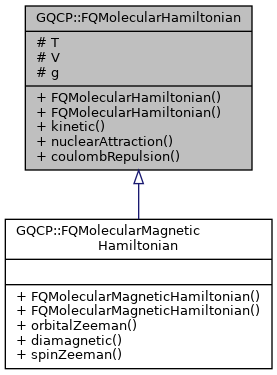 GQCP::FQMolecularHamiltonian
# T
# V
# g
+ FQMolecularHamiltonian()
+ FQMolecularHamiltonian()
+ kinetic()
+ nuclearAttraction()
+ coulombRepulsion()
GQCP::FQMolecularMagnetic
Hamiltonian
+ FQMolecularMagneticHamiltonian()
+ FQMolecularMagneticHamiltonian()
+ orbitalZeeman()
+ diamagnetic()
+ spinZeeman()